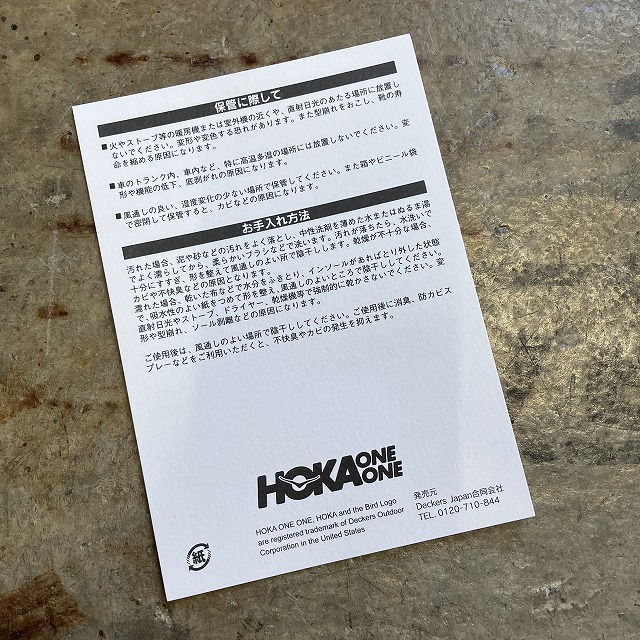 保管に際して
■火やストーブ等の暖房機または室外機の近くや、直射日光のあたる場所に放置し
ないでください。変形や変色する恐れがあります。また型崩れをおこし、靴の寿
命を縮める原因になります。
■車のトランク内、車内など、特に高温多湿の場所には放置しないでください。変
形や機能の低下、底剥がれの原因になります。
■風通しの良い、湿度変化の少ない場所で保管してください。また箱やビニール袋
で密閉して保管すると、カビなどの原因になります。
お手入れ方法
汚れた場合、泥や砂などの汚れをよく落とし、中性洗剤を薄めた水またはぬるま湯
でよく濡らしてから、柔らかいブラシなどで洗います。汚れが落ちたら、水洗いで
十分にすすぎ、形を整えて風通しのよい所で陰干しします。乾燥が不十分な場合、
カビや不快臭などの原因となります。
濡れた場合、乾いた布などで水分をふきとり、インソールがあればとり外した状態
で、吸水性のよい紙をつめて形を整え、風通しのよいところで陰干ししてください。
直射日光やストーブ、ドライヤー、乾燥機等で強制的に乾かさないでください。変
形や型崩れ、ソール剥離などの原因になります。
ご使用後は、風通しのよい場所で陰干ししてください。ご使用後に消臭、防カビス
プレーなどをご利用いただくと、不快臭やカビの発生を抑えます。
HOKA ONE ONE
HOKA ONE ONE, HOKA and the Bird Logo
are registered trademark of Deckers Outdoor
Corporation in the United States
発売元
Deckers Japan合同会社
TEL. 0120-710-844
紙